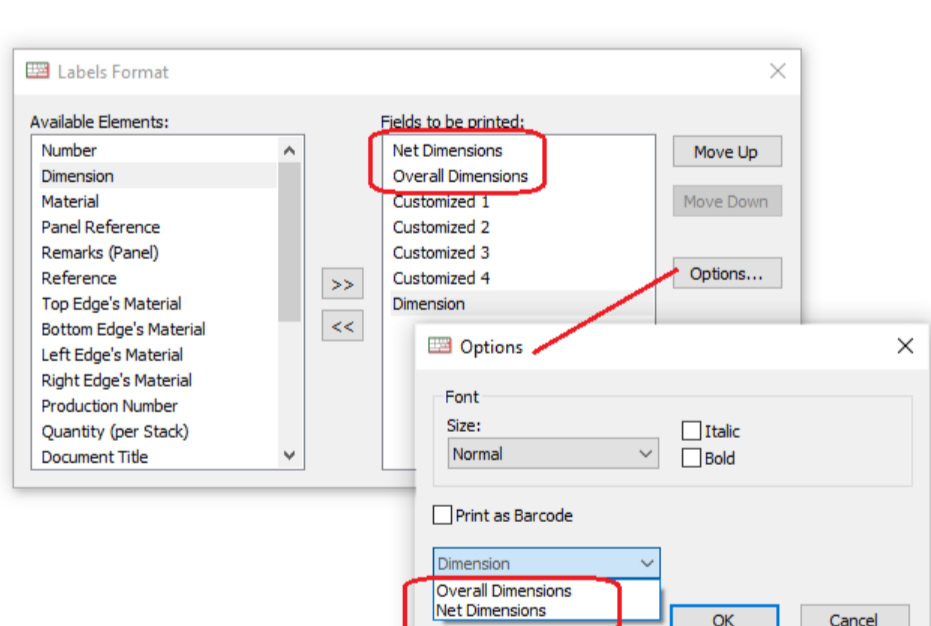 Labels Format
Available Elements:
Number
Dimension
Material
Panel Reference
Remarks (Panel)
Reference
Top Edge's Material
Bottom Edge's Material
Left Edge's Material
Right Edge's Material
Production Number
Quantity (per Stack)
Document Title
>>
<<
Fields to be printed:
Net Dimensions
Overall Dimensions
Customized 1
Customized 2
Customized 3
Customized 4
Dimension
Move Up
Move Down
Options...
Options
Font
Size:
Normal
Italic
Bold
Print as Barcode
Dimension
Overall Dimensions
Net Dimensions
OK
Cancel